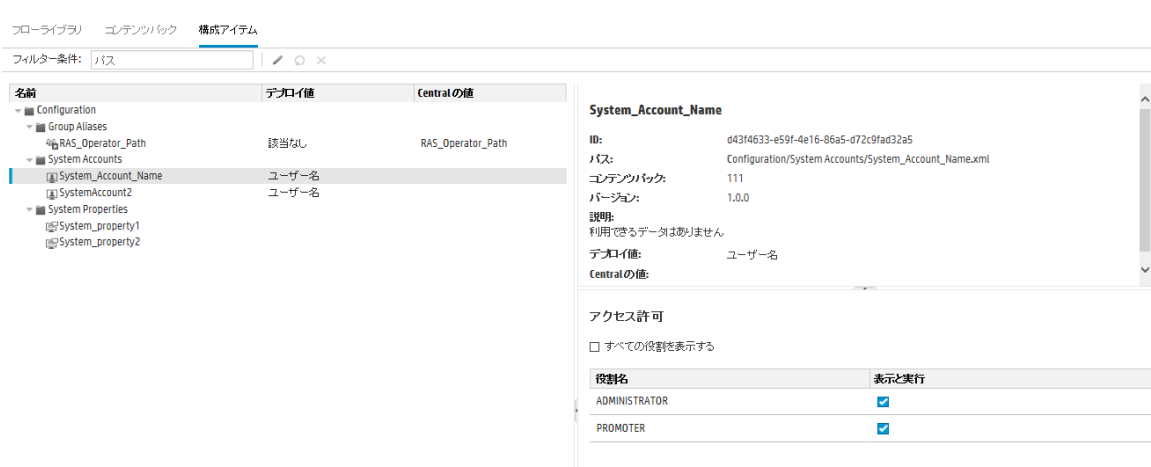 フローライブラリ コンテンツパック 構成アイテム
フィルター条件: パス
名前 デプロイ値 Centralの値
Configuration
Group Aliases
RAS_Operator_Path 該当なし RAS_Operator_Path
System Accounts
System_Account_Name ユーザー名
SystemAccount2 ユーザー名
System Properties
System_property1
System_property2
System_Account_Name
ID: d43f4633-e59f-4e16-86a5-d72c9fad32a5
パス: Configuration/System Accounts/System_Account_Name.xml
コンテンツパック: 111
バージョン: 1.0.0
説明:
利用できるデータはありません
デプロイ値: ユーザー名
Centralの値:
アクセス許可
すべての役割を表示する
役割名 表示と実行
ADMINISTRATOR
PROMOTER